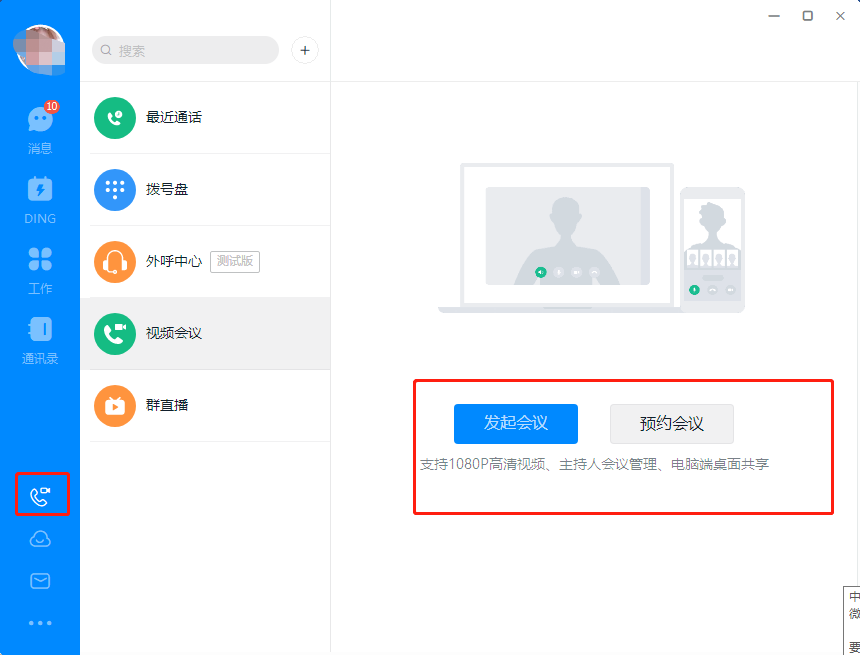 搜索
10
消息
DING
工作
通讯录
最近通话
拨号盘
外呼中心 测试版
视频会议
群直播
发起会议 预约会议
支持1080P高清视频、主持人会议管理、电脑端桌面共享
中
微
要